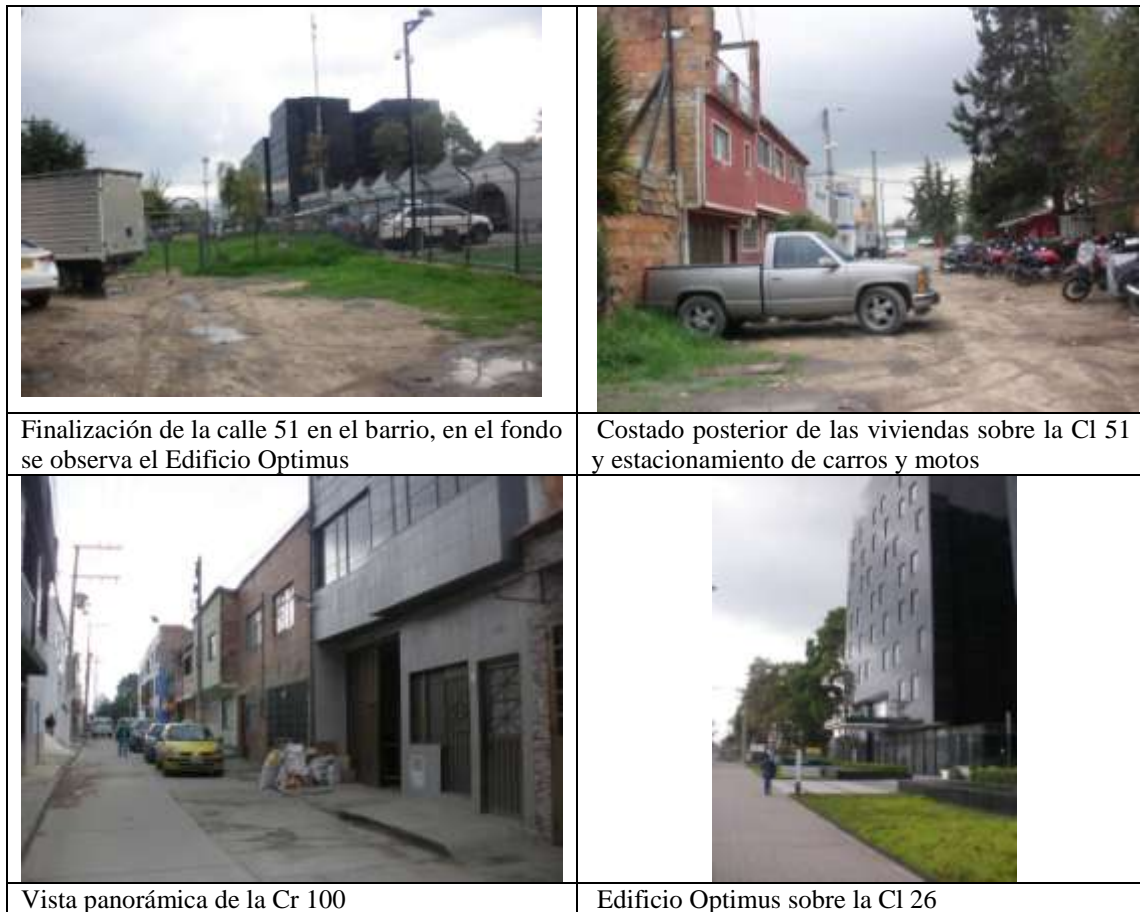 Finalización de la calle 51 en el barrio, en el fondo
se observa el Edificio Optimus
Costado posterior de las viviendas sobre la Cl 51
y estacionamiento de carros y motos
Vista panorámica de la Cr 100
Edificio Optimus sobre la Cl 26